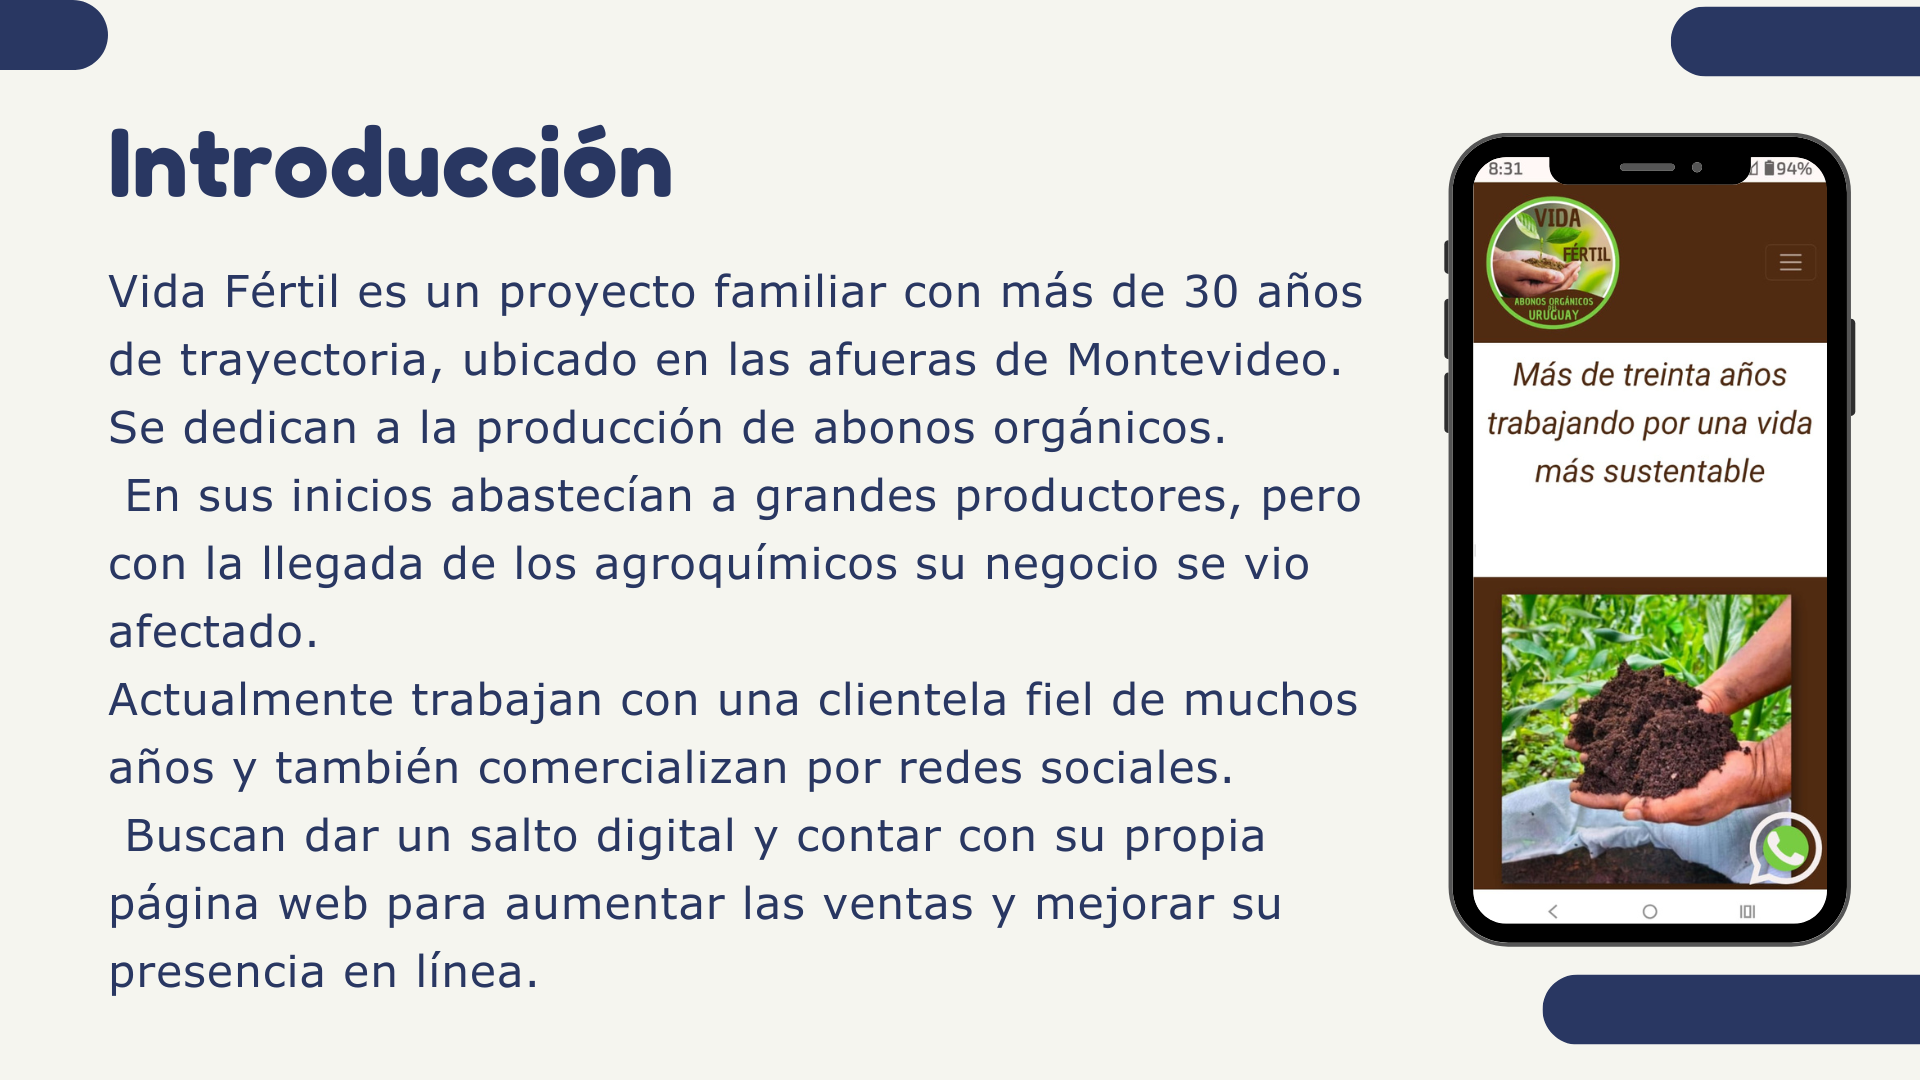 Introducción
Vida Fértil es un proyecto familiar con más de 30 años
de trayectoria, ubicado en las afueras de Montevideo.
Se dedican a la producción de abonos orgánicos.
En sus inicios abastecían a grandes productores, pero
con la llegada de los agroquímicos su negocio se vio
afectado.
Actualmente trabajan con una clientela fiel de muchos
años y también comercializan por redes sociales.
Buscan dar un salto digital y contar con su propia
página web para aumentar las ventas y mejorar su
presencia en línea.
8:31
94%
VIDA
FÉRTIL
ABONOS ORGÁNICOS
URUGUAY
Más de treinta años
trabajando por una vida
más sustentable